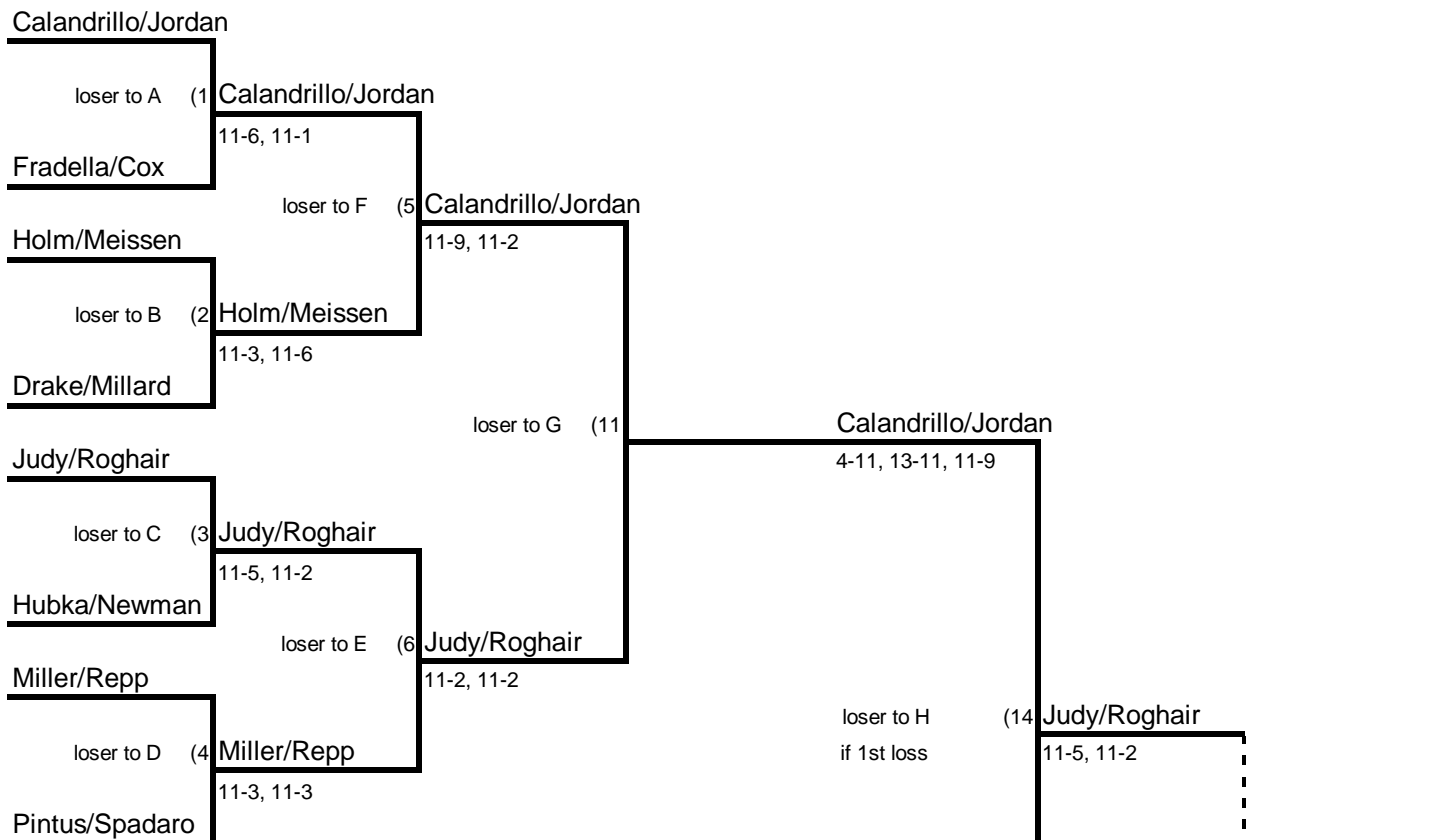 Calandrillo/Jordan
loser to A (1 Calandrillo/Jordan
11-6, 11-1
Fradella/Cox
loser to F (5 Calandrillo/Jordan
Holm/Meissen
11-9, 11-2
loser to B (2 Holm/Meissen
11-3, 11-6
Drake/Millard
loser to G (11 Calandrillo/Jordan
Judy/Roghair
4-11, 13-11, 11-9
loser to C (3 Judy/Roghair
11-5, 11-2
Hubka/Newman
loser to E (6 Judy/Roghair
Miller/Repp
11-2, 11-2
loser to H (14 Judy/Roghair
loser to D (4 Miller/Repp
if 1st loss
11-5, 11-2
11-3, 11-3
Pintus/Spadaro